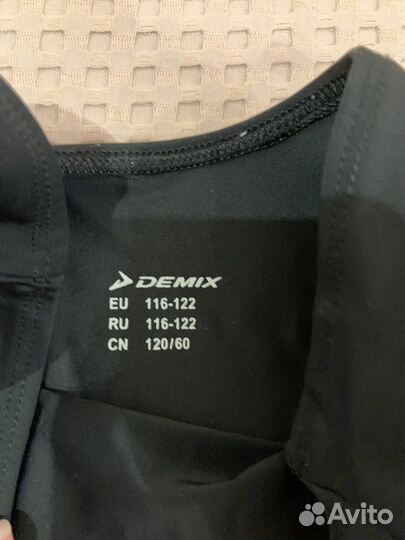 DEMIX
EU 116-122
RU 116-122
CN 120/60
Avito